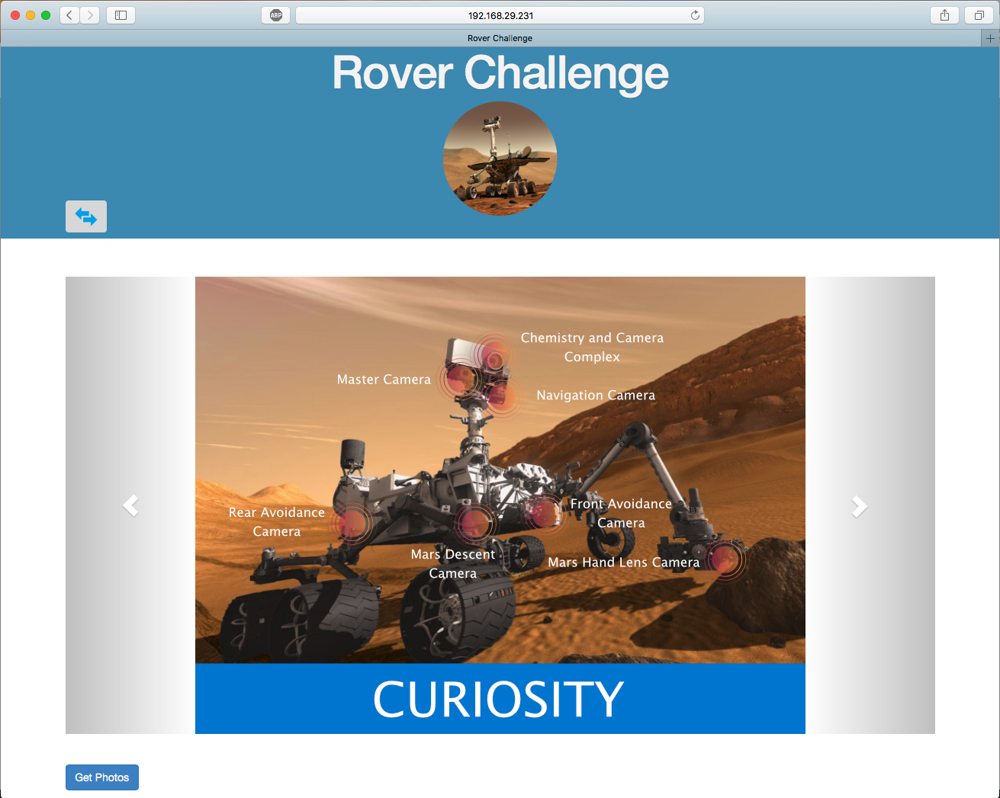 ABP
192.168.29.231
Rover Challenge
Rover Challenge
Chemistry and Camera
Complex
Master Camera
Navigation Camera
Rear Avoidance
Camera
Front Avoidance
Camera
Mars Descent
Camera
Mars Hand Lens Camera
CURIOSITY
Get Photos